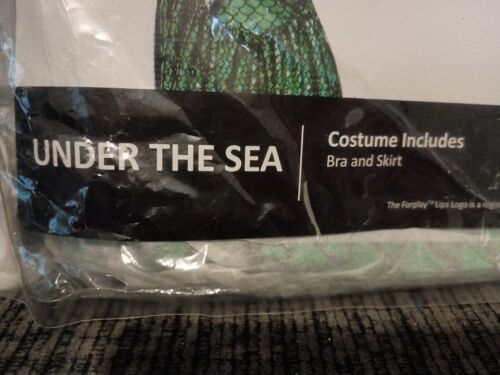 UNDER THE SEA
Costume Includes
Bra and Skirt
The Forplay™ Lips Logo is a